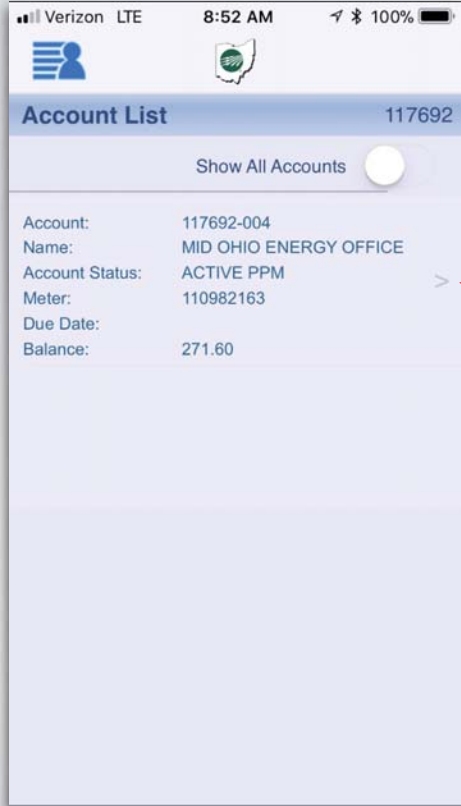 Verizon LTE 8:52 AM 100%
Account List 117692
Show All Accounts
Account: 117692-004
Name: MID OHIO ENERGY OFFICE
Account Status: ACTIVE PPM
Meter: 110982163
>
Due Date:
Balance: 271.60